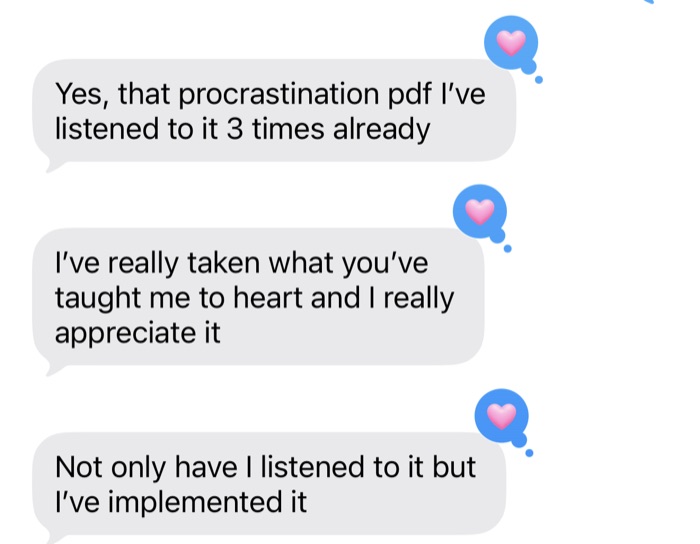 Yes, that procrastination pdf I’ve
listened to it 3 times already
I’ve really taken what you’ve
taught me to heart and I really
appreciate it
Not only have I listened to it but
I’ve implemented it